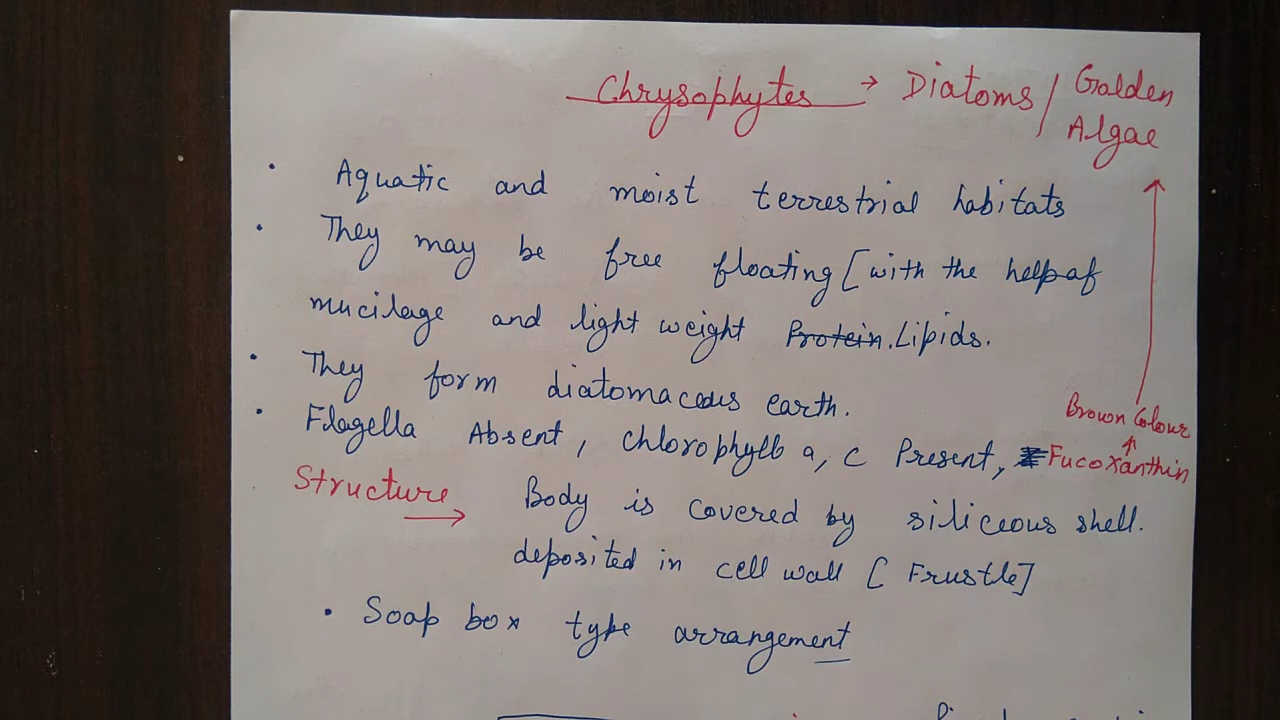 Chrysophytes → Diatoms / Golden Algae
• Aquatic and moist terrestrial habitats
• They may be free floating [with the help of
mucilage and light weight Protein. Lipids.
• They form diatomaceous earth.
Brown Colour
• Flagella Absent, Chlorophyll a, c Present, Fucoxanthin
Structure → Body is covered by siliceous shell.
deposited in cell wall [Frustle]
• Soap box type arrangement